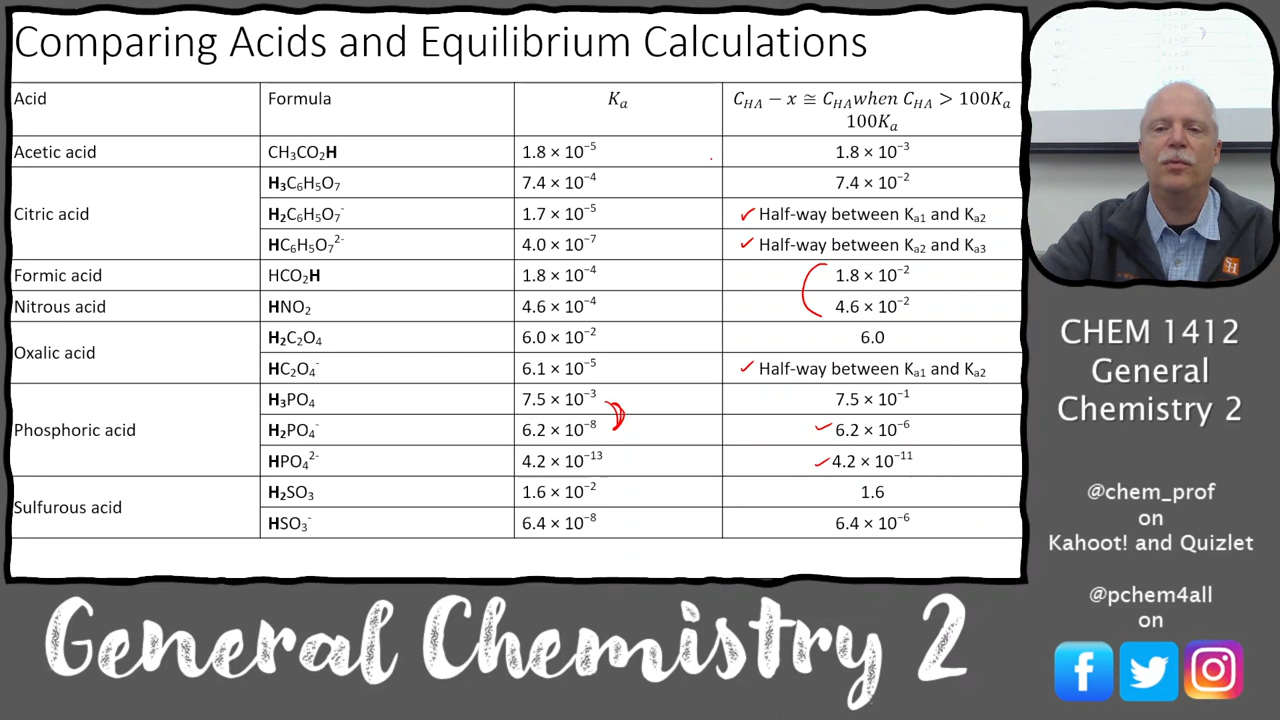 Comparing Acids and Equilibrium Calculations
Acid Formula Kₐ C_HA − x ≅ C_HA when C_HA > 100Kₐ
100Kₐ
Acetic acid CH₃CO₂H 1.8 × 10⁻⁵ 1.8 × 10⁻³
Citric acid H₃C₆H₅O₇ 7.4 × 10⁻⁴ 7.4 × 10⁻²
H₂C₆H₅O₇⁻ 1.7 × 10⁻⁵ ✓ Half-way between Kₐ₁ and Kₐ₂
HC₆H₅O₇²⁻ 4.0 × 10⁻⁷ ✓ Half-way between Kₐ₂ and Kₐ₃
Formic acid HCO₂H 1.8 × 10⁻⁴ 1.8 × 10⁻²
Nitrous acid HNO₂ 4.6 × 10⁻⁴ 4.6 × 10⁻²
Oxalic acid H₂C₂O₄ 6.0 × 10⁻² 6.0
HC₂O₄⁻ 6.1 × 10⁻⁵ ✓ Half-way between Kₐ₁ and Kₐ₂
Phosphoric acid H₃PO₄ 7.5 × 10⁻³ 7.5 × 10⁻¹
H₂PO₄⁻ 6.2 × 10⁻⁸ ✓ 6.2 × 10⁻⁶
HPO₄²⁻ 4.2 × 10⁻¹³ ✓ 4.2 × 10⁻¹¹
Sulfurous acid H₂SO₃ 1.6 × 10⁻² 1.6
HSO₃⁻ 6.4 × 10⁻⁸ 6.4 × 10⁻⁶
SH
CHEM 1412
General
Chemistry 2
@chem_prof
on
Kahoot! and Quizlet
@pchem4all
on
General Chemistry 2